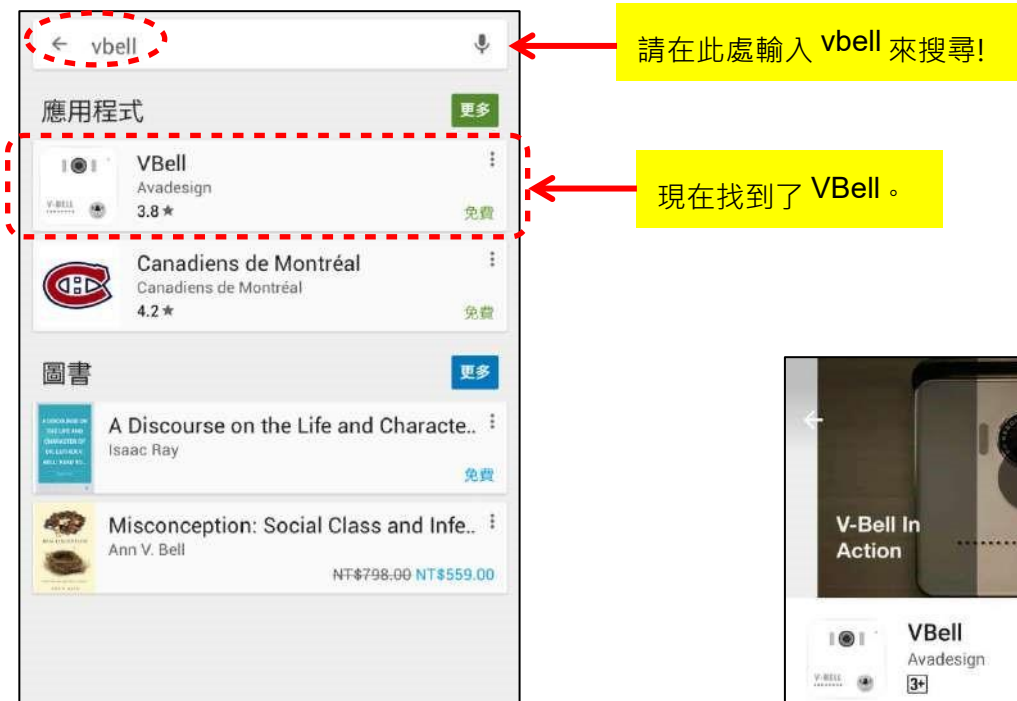 vbell
請在此處輸入 vbell 來搜尋!
應用程式
更多
VBell
Avadesign
3.8★
免費
V-BELL
現在找到了 VBell。
Canadiens de Montréal
Canadiens de Montréal
4.2★
免費
圖書
更多
A Discourse on the Life and Characte..
Isaac Ray
免費
Misconception: Social Class and Infe..
Ann V. Bell
NT$798.00 NT$559.00
V-Bell In
Action
VBell
Avadesign
3+
V-BELL